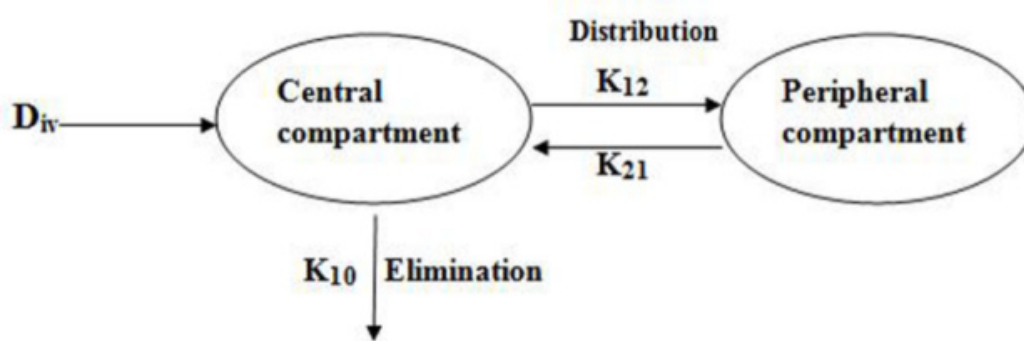 Distribution
K12
Central
compartment
Peripheral
compartment
Div
K21
K10 Elimination